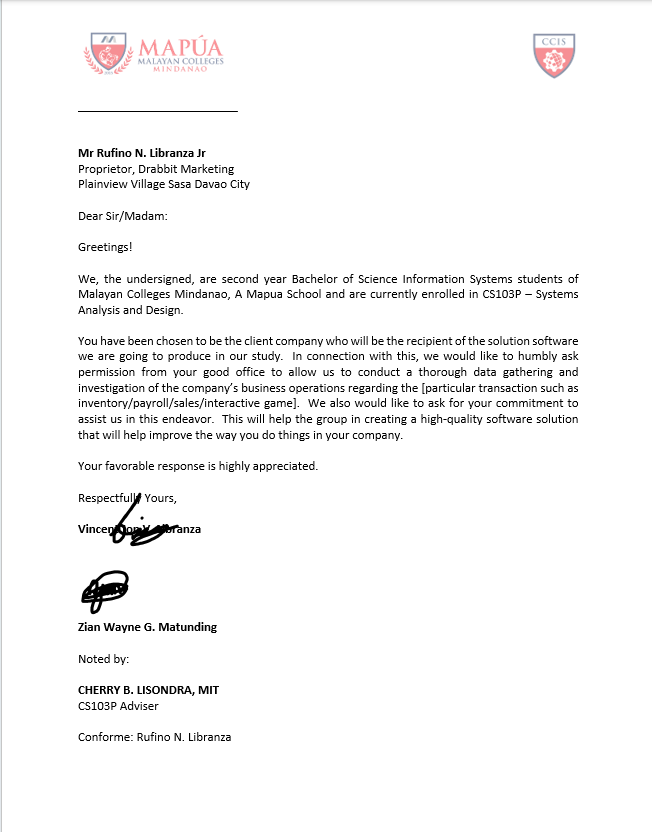 MAPÚA
MALAYAN COLLEGES
MINDANAO
CCIS
Mr Rufino N. Libranza Jr
Proprietor, Drabbit Marketing
Plainview Village Sasa Davao City
Dear Sir/Madam:
Greetings!
We, the undersigned, are second year Bachelor of Science Information Systems students of
Malayan Colleges Mindanao, A Mapua School and are currently enrolled in CS103P – Systems
Analysis and Design.
You have been chosen to be the client company who will be the recipient of the solution software
we are going to produce in our study.  In connection with this, we would like to humbly ask
permission from your good office to allow us to conduct a thorough data gathering and
investigation of the company's business operations regarding the [particular transaction such as
inventory/payroll/sales/interactive game].  We also would like to ask for your commitment to
assist us in this endeavor.  This will help the group in creating a high-quality software solution
that will help improve the way you do things in your company.
Your favorable response is highly appreciated.
Respectfully Yours,
Zian Wayne G. Matunding
Noted by:
CHERRY B. LISONDRA, MIT
CS103P Adviser
Conforme: Rufino N. Libranza